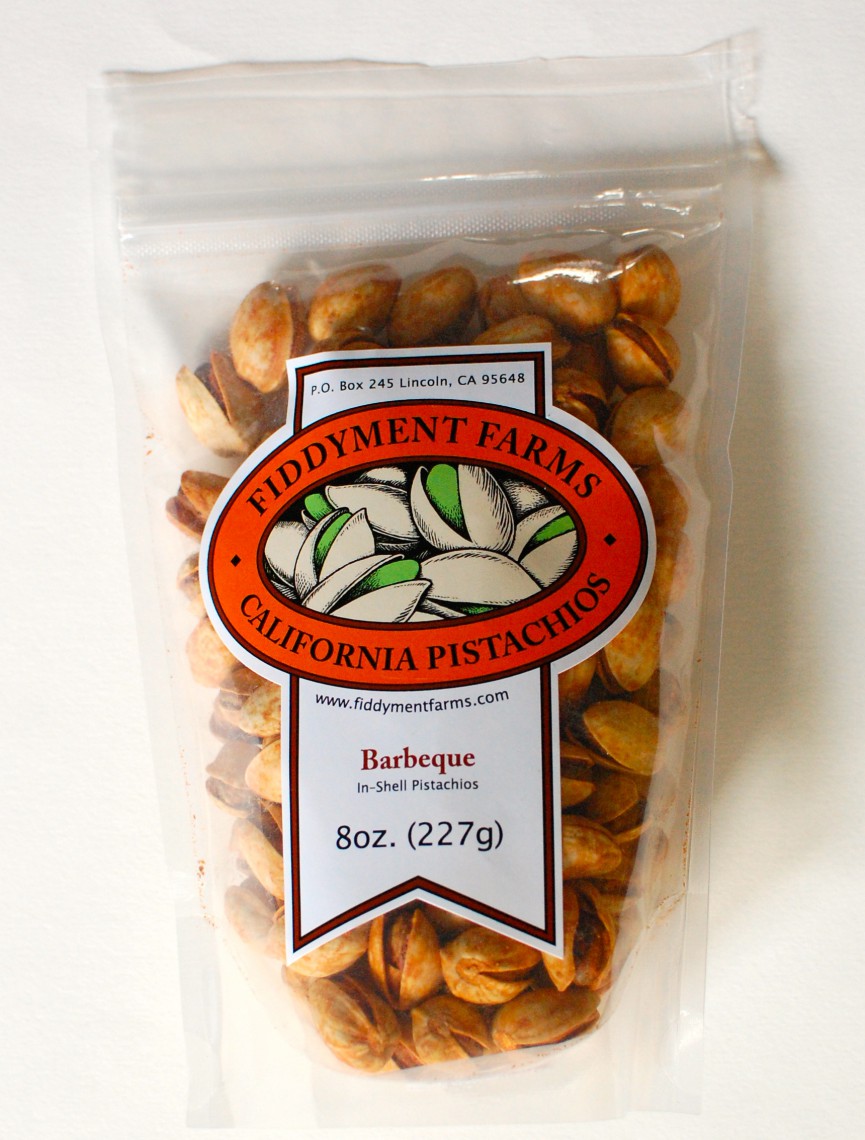 P.O. Box 245 Lincoln, CA 95648
FIDDYMENT FARMS
CALIFORNIA PISTACHIOS
www.fiddymentfarms.com
Barbeque
In-Shell Pistachios
8oz. (227g)